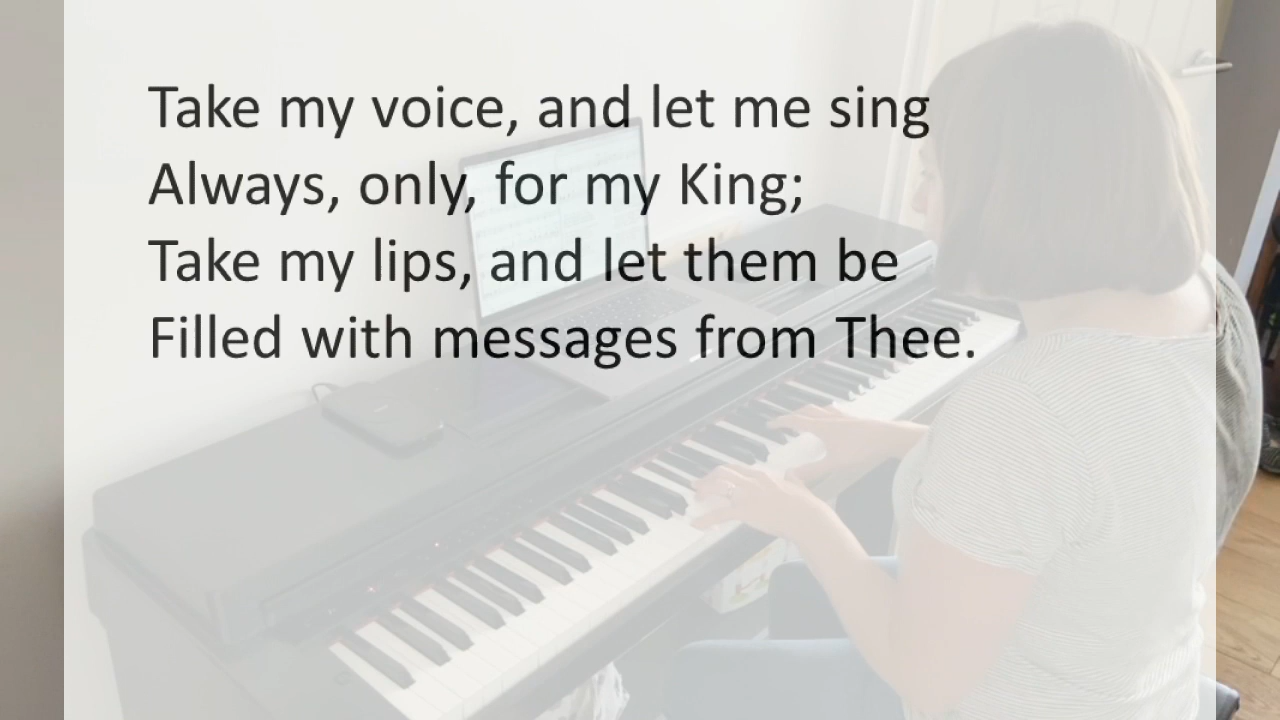 Take my voice, and let me sing
Always, only, for my King;
Take my lips, and let them be
Filled with messages from Thee.